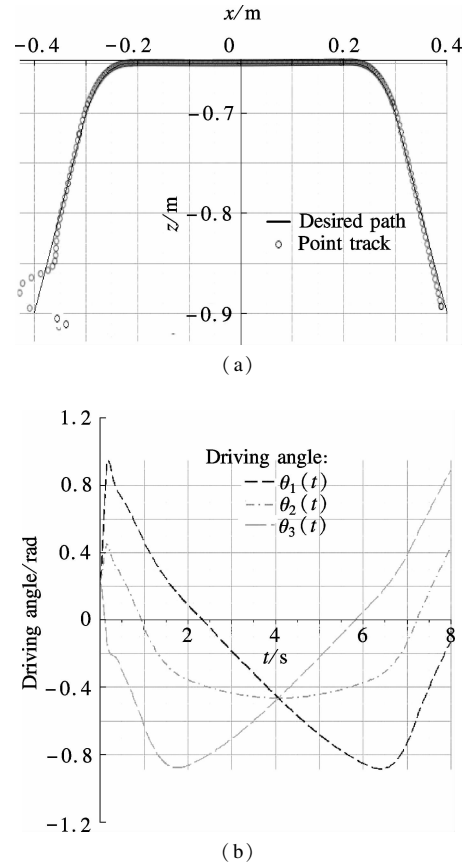 x/m
−0.4 −0.2 0 0.2 0.4
−0.7
z/m
−0.8
Desired path
Point track
−0.9
(a)
1.2
Driving angle:
0.8
θ1(t)
θ2(t)
0.4
θ3(t)
Driving angle/rad
0
2 4 6 8
t/s
−0.4
−0.8
−1.2
(b)